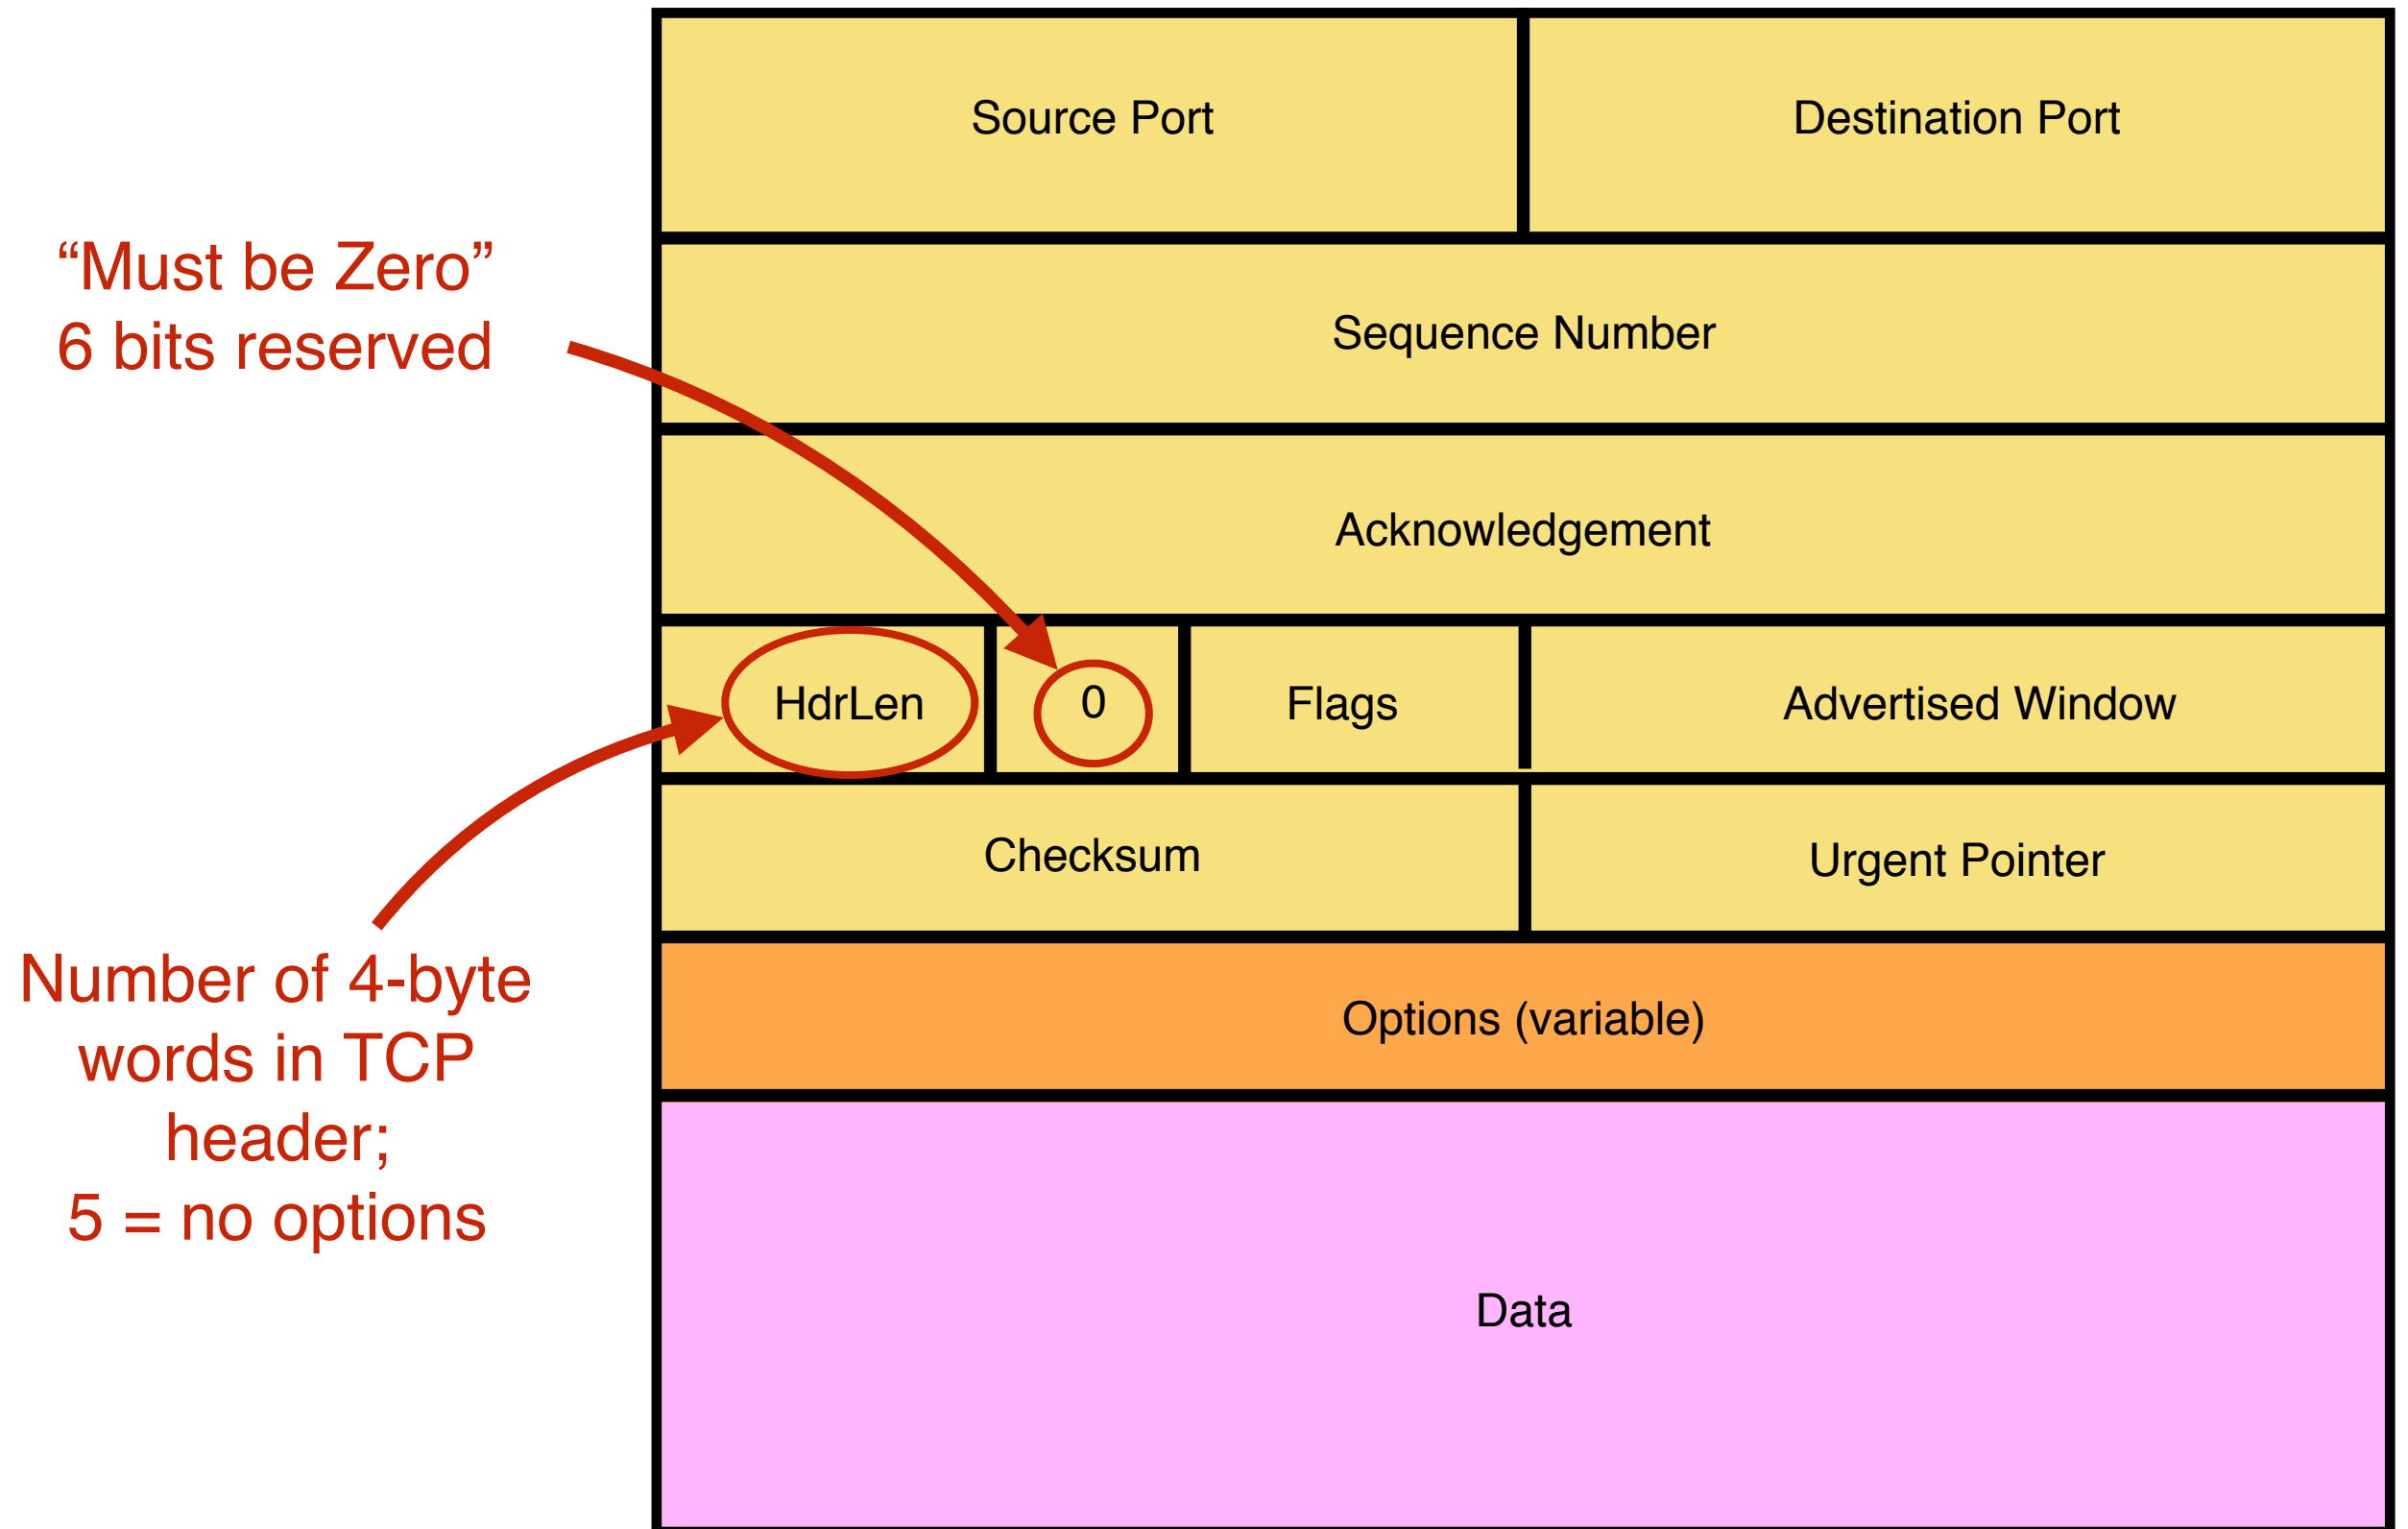 Source Port
Destination Port
“Must be Zero”
6 bits reserved
Sequence Number
Acknowledgement
HdrLen
0
Flags
Advertised Window
Checksum
Urgent Pointer
Number of 4-byte
words in TCP
header;
5 = no options
Options (variable)
Data